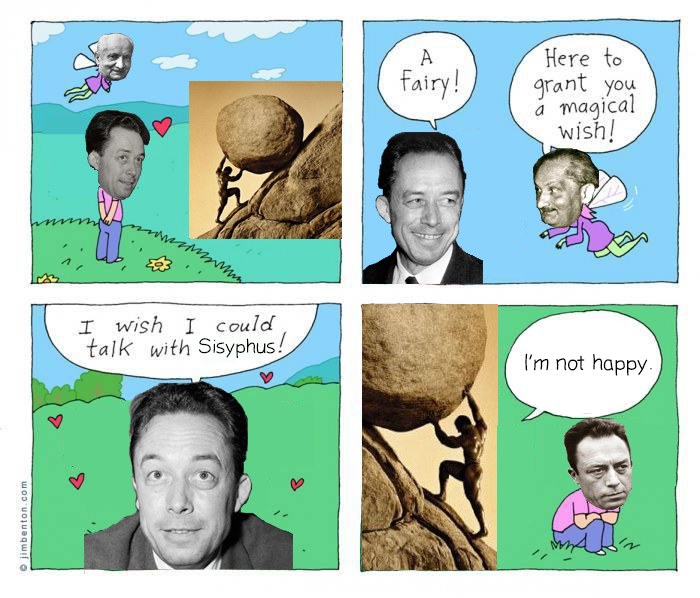 A
fairy!
Here to
grant you
a magical
wish!
I wish I could
talk with Sisyphus!
I'm not happy.
© jimbenton.com